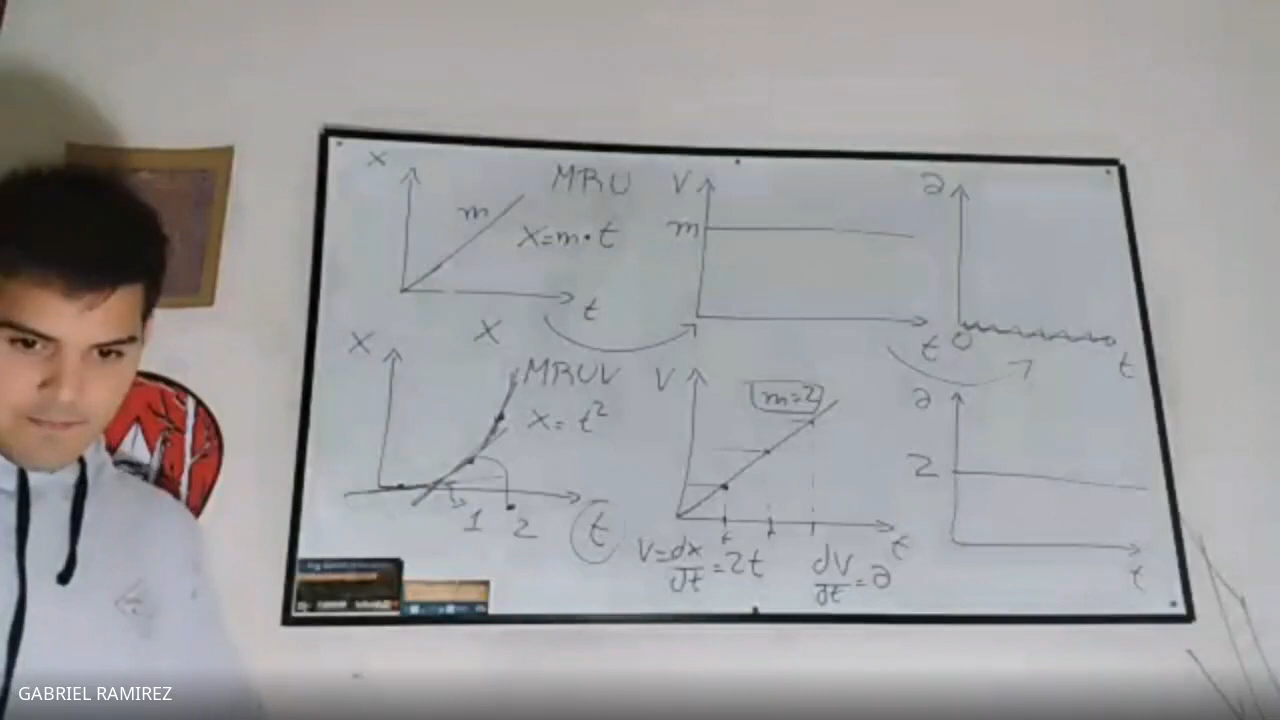 x
m
MRU
x=m·t
t
v
m
t
a
0
t
x
x
MRUV
x=t²
1
2
t
v
m=2
t
t
t
v=dx/dt=2t
dv/dt=a
a
2
t
GABRIEL RAMIREZ